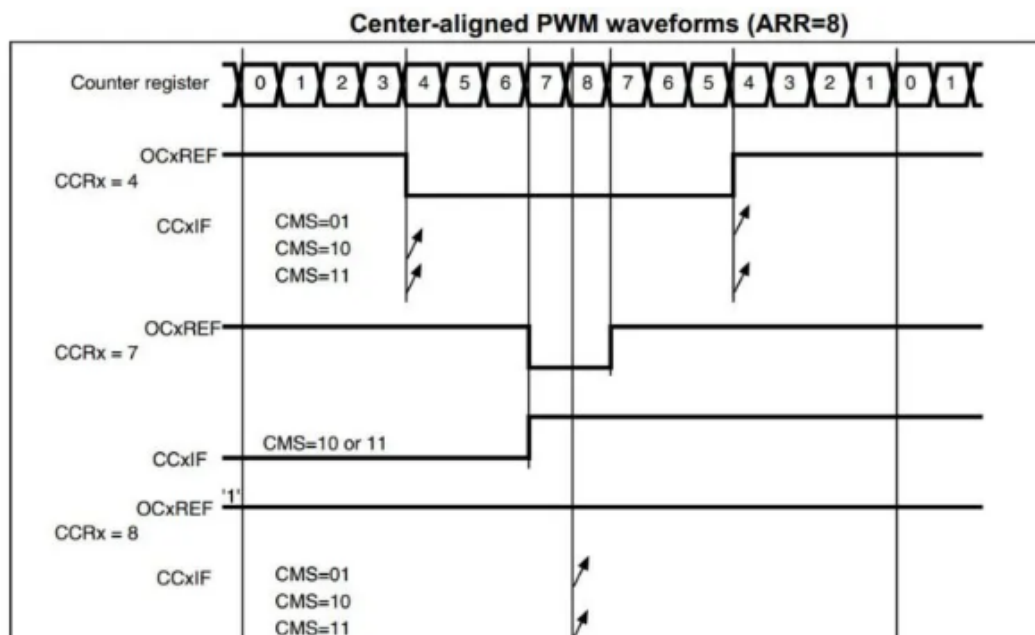 Center-aligned PWM waveforms (ARR=8)
Counter register 0 1 2 3 4 5 6 7 8 7 6 5 4 3 2 1 0 1
OCxREF
CCRx = 4
CCxIF CMS=01
CMS=10
CMS=11
OCxREF
CCRx = 7
CMS=10 or 11
CCxIF
'1'
OCxREF
CCRx = 8
CCxIF CMS=01
CMS=10
CMS=11